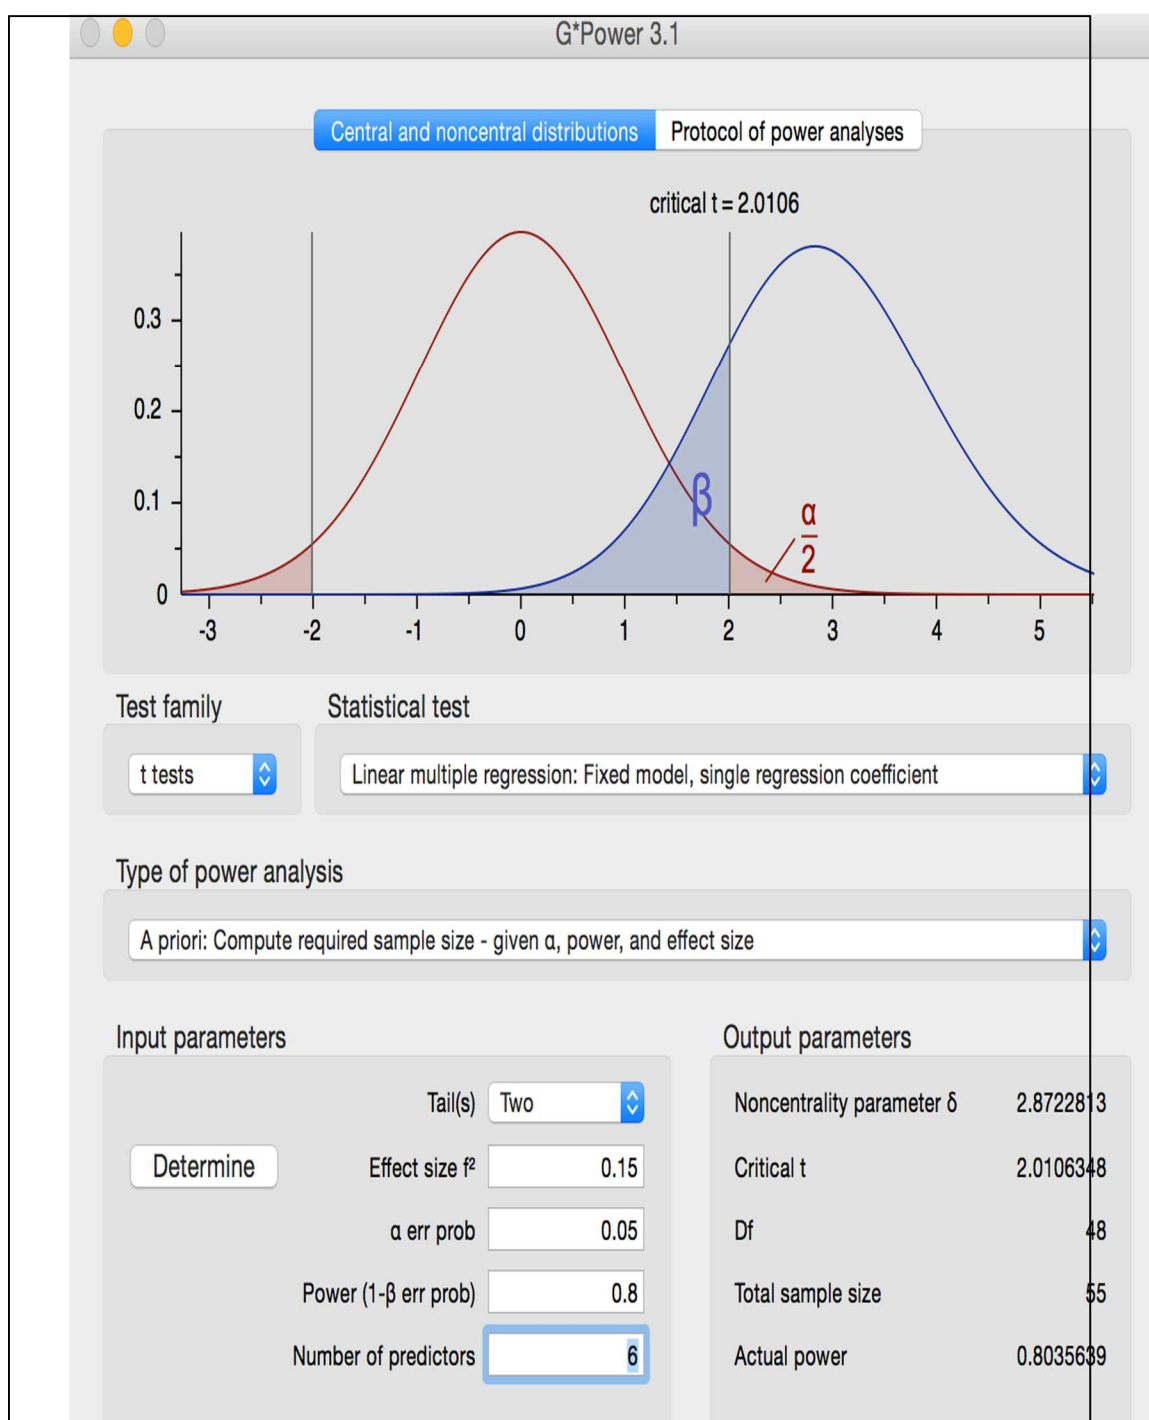 G*Power 3.1
Central and noncentral distributions Protocol of power analyses
critical t = 2.0106
0.3
0.2
0.1
0
β
α
2
-3 -2 -1 0 1 2 3 4 5
Test family Statistical test
t tests Linear multiple regression: Fixed model, single regression coefficient
Type of power analysis
A priori: Compute required sample size - given α, power, and effect size
Input parameters Output parameters
Tail(s) Two Noncentrality parameter δ 2.8722813
Determine Effect size f² 0.15 Critical t 2.0106348
α err prob 0.05 Df 48
Power (1-β err prob) 0.8 Total sample size 55
Number of predictors 6 Actual power 0.8035639